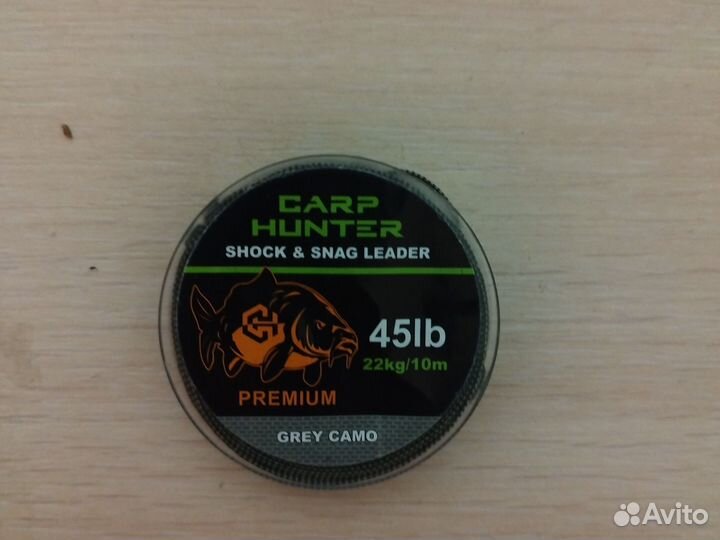 CARP
HUNTER
SHOCK & SNAG LEADER
45lb
22kg/10m
PREMIUM
GREY CAMO
Avito